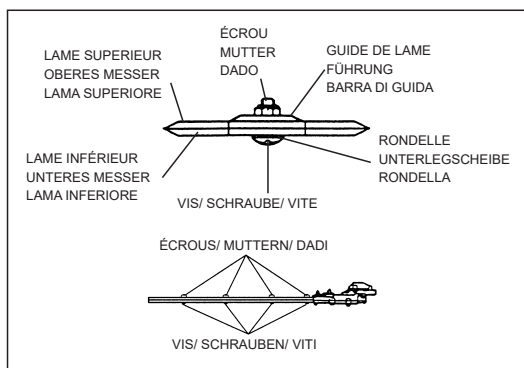 LAME SUPERIEUR
OBERES MESSER
LAMA SUPERIORE
ÉCROU
MUTTER
DADO
GUIDE DE LAME
FÜHRUNG
BARRA DI GUIDA
LAME INFÉRIEUR
UNTERES MESSER
LAMA INFERIORE
RONDELLE
UNTERLEGSCHEIBE
RONDELLA
VIS/ SCHRAUBE/ VITE
ÉCROUS/ MUTTERN/ DADI
VIS/ SCHRAUBEN/ VITI